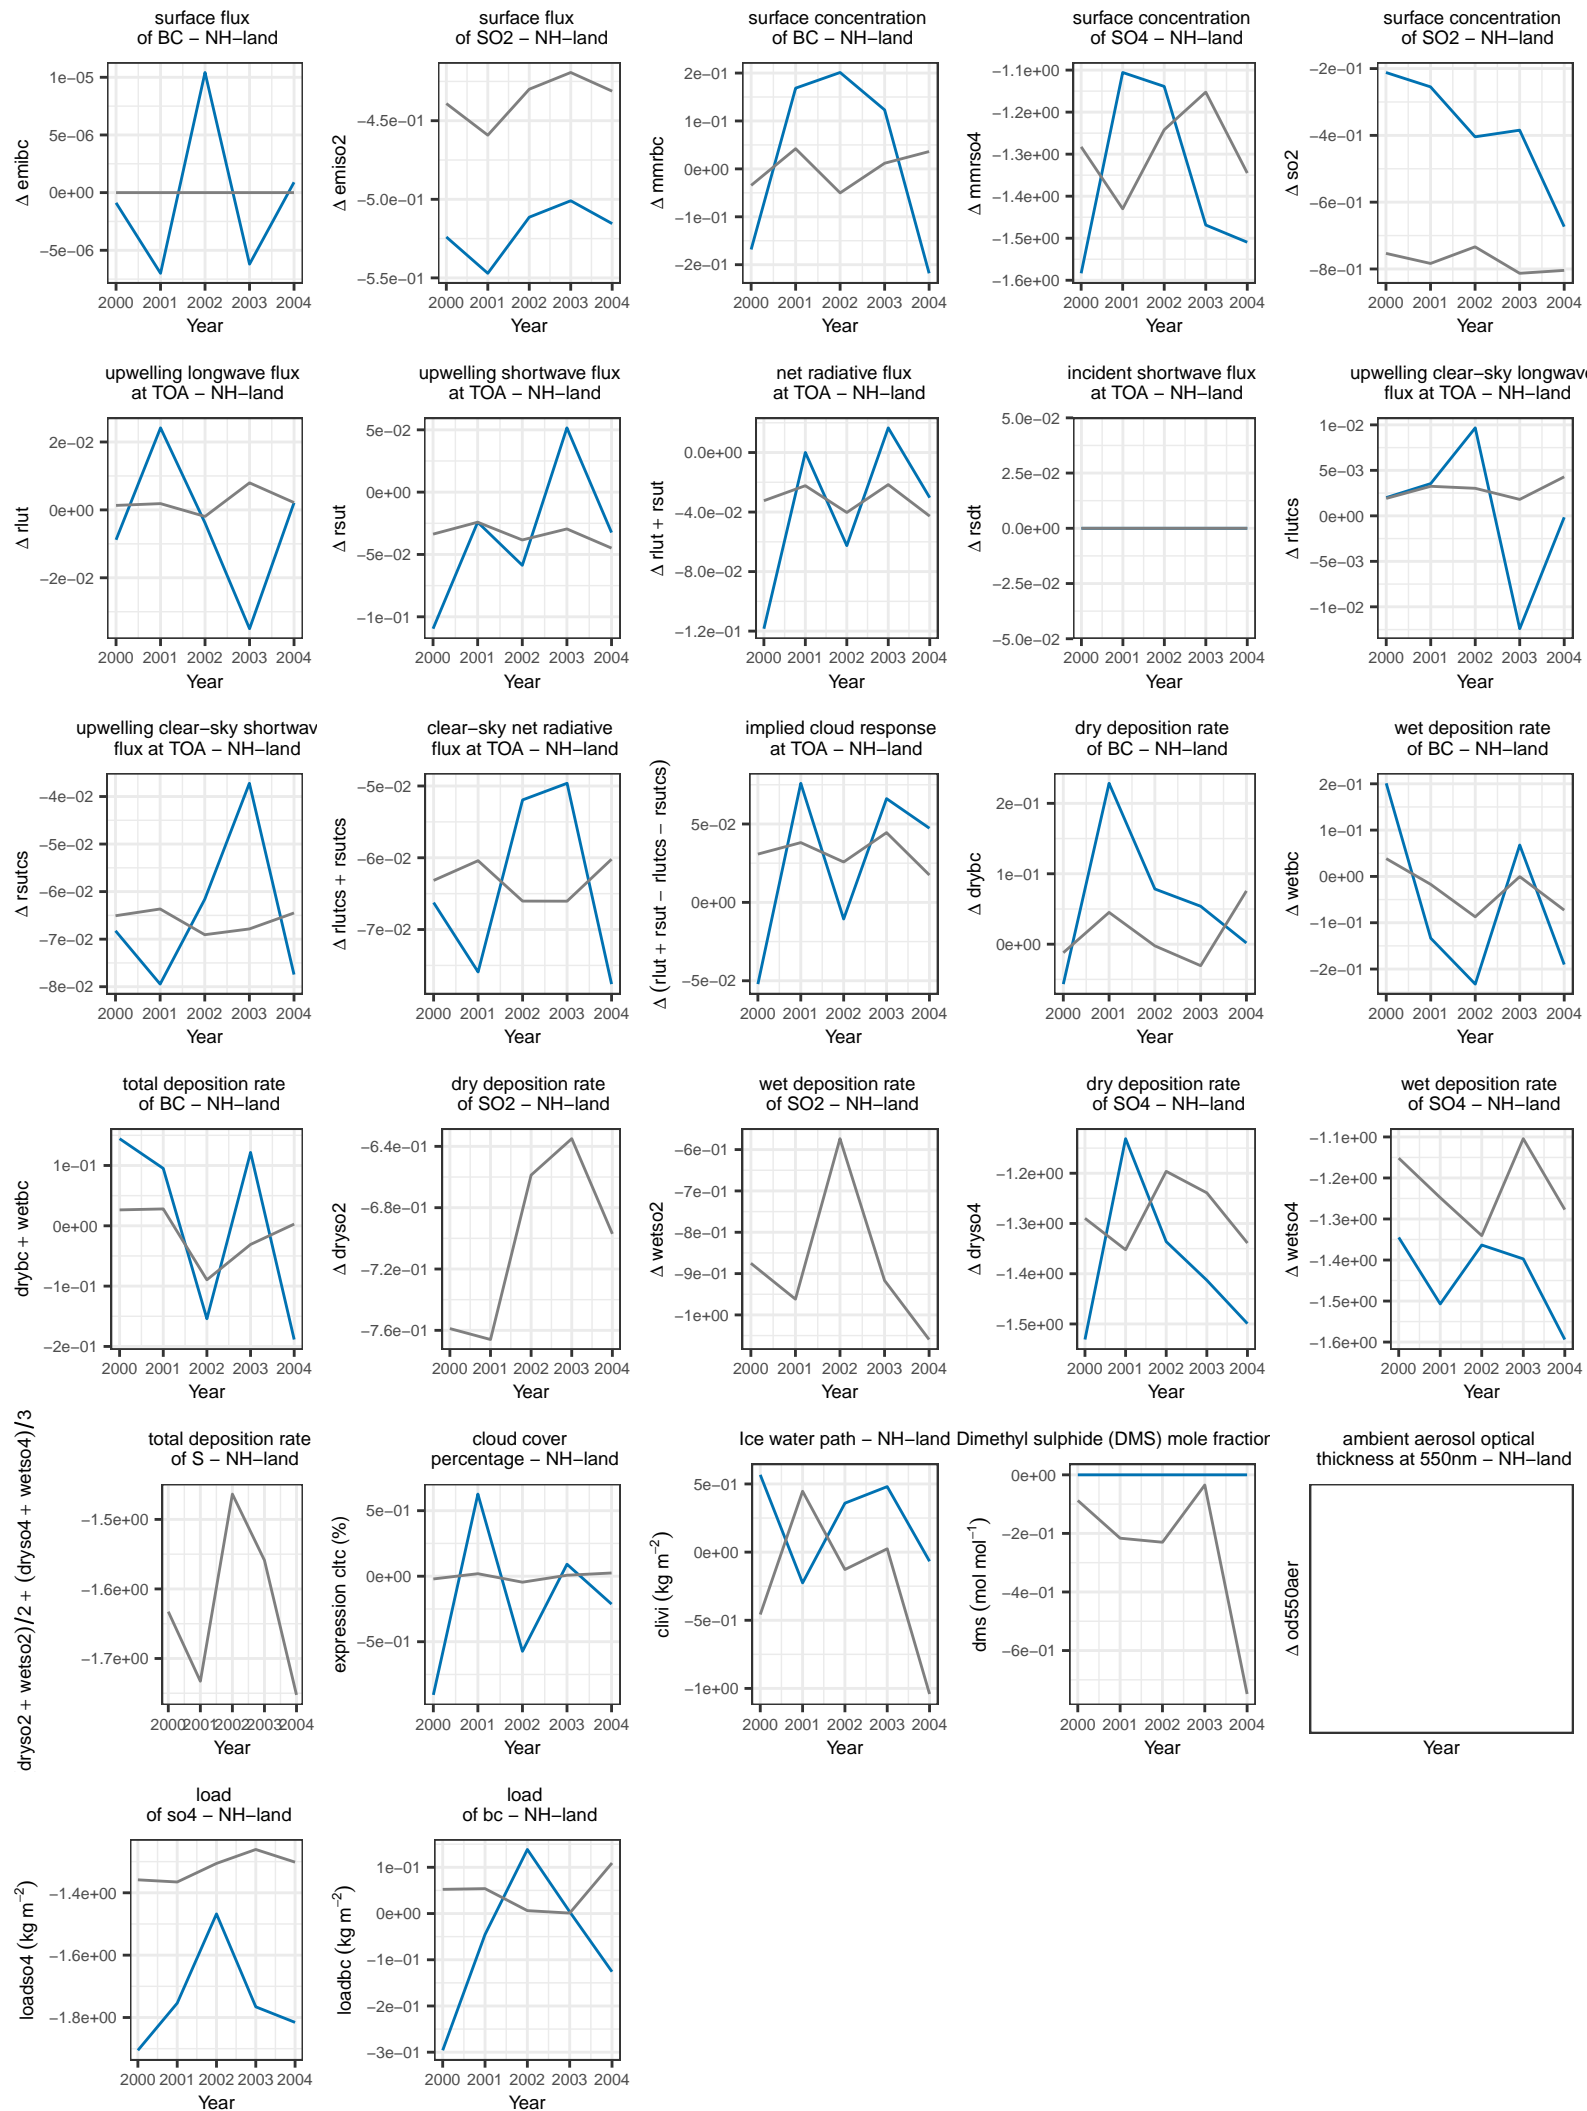 surface flux
of BC − NH−land
Δ emibc
1e−05
5e−06
0e+00
−5e−06
2000 2001 2002 2003 2004
Year
surface flux
of SO2 − NH−land
Δ emiso2
−4.5e−01
−5.0e−01
−5.5e−01
2000 2001 2002 2003 2004
Year
surface concentration
of BC − NH−land
Δ mmrbc
2e−01
1e−01
0e+00
−1e−01
−2e−01
2000 2001 2002 2003 2004
Year
surface concentration
of SO4 − NH−land
Δ mmrso4
−1.1e+00
−1.2e+00
−1.3e+00
−1.4e+00
−1.5e+00
−1.6e+00
2000 2001 2002 2003 2004
Year
surface concentration
of SO2 − NH−land
Δ so2
−2e−01
−4e−01
−6e−01
−8e−01
2000 2001 2002 2003 2004
Year
upwelling longwave flux
at TOA − NH−land
Δ rlut
2e−02
0e+00
−2e−02
2000 2001 2002 2003 2004
Year
upwelling shortwave flux
at TOA − NH−land
Δ rsut
5e−02
0e+00
−5e−02
−1e−01
2000 2001 2002 2003 2004
Year
net radiative flux
at TOA − NH−land
Δ rlut + rsut
0.0e+00
−4.0e−02
−8.0e−02
−1.2e−01
2000 2001 2002 2003 2004
Year
incident shortwave flux
at TOA − NH−land
Δ rsdt
5.0e−02
2.5e−02
0.0e+00
−2.5e−02
−5.0e−02
2000 2001 2002 2003 2004
Year
upwelling clear−sky longwave
flux at TOA − NH−land
Δ rlutcs
1e−02
5e−03
0e+00
−5e−03
−1e−02
2000 2001 2002 2003 2004
Year
upwelling clear−sky shortwav
flux at TOA − NH−land
Δ rsutcs
−4e−02
−5e−02
−6e−02
−7e−02
−8e−02
2000 2001 2002 2003 2004
Year
clear−sky net radiative
flux at TOA − NH−land
Δ rlutcs + rsutcs
−5e−02
−6e−02
−7e−02
2000 2001 2002 2003 2004
Year
implied cloud response
at TOA − NH−land
Δ (rlut + rsut − rlutcs − rsutcs)
5e−02
0e+00
−5e−02
2000 2001 2002 2003 2004
Year
dry deposition rate
of BC − NH−land
Δ drybc
2e−01
1e−01
0e+00
2000 2001 2002 2003 2004
Year
wet deposition rate
of BC − NH−land
Δ wetbc
2e−01
1e−01
0e+00
−1e−01
−2e−01
2000 2001 2002 2003 2004
Year
total deposition rate
of BC − NH−land
drybc + wetbc
1e−01
0e+00
−1e−01
−2e−01
2000 2001 2002 2003 2004
Year
dry deposition rate
of SO2 − NH−land
Δ dryso2
−6.4e−01
−6.8e−01
−7.2e−01
−7.6e−01
2000 2001 2002 2003 2004
Year
wet deposition rate
of SO2 − NH−land
Δ wetso2
−6e−01
−7e−01
−8e−01
−9e−01
−1e+00
2000 2001 2002 2003 2004
Year
dry deposition rate
of SO4 − NH−land
Δ dryso4
−1.2e+00
−1.3e+00
−1.4e+00
−1.5e+00
2000 2001 2002 2003 2004
Year
wet deposition rate
of SO4 − NH−land
Δ wetso4
−1.1e+00
−1.2e+00
−1.3e+00
−1.4e+00
−1.5e+00
−1.6e+00
2000 2001 2002 2003 2004
Year
total deposition rate
of S − NH−land
dryso2 + wetso2)/2 + (dryso4 + wetso4)/3
−1.5e+00
−1.6e+00
−1.7e+00
2000 2001 2002 2003 2004
Year
cloud cover
percentage − NH−land
expression cltc (%)
5e−01
0e+00
−5e−01
2000 2001 2002 2003 2004
Year
Ice water path − NH−land
clivi (kg m−2)
5e−01
0e+00
−5e−01
−1e+00
2000 2001 2002 2003 2004
Year
Dimethyl sulphide (DMS) mole fraction
dms (mol mol−1)
0e+00
−2e−01
−4e−01
−6e−01
2000 2001 2002 2003 2004
Year
ambient aerosol optical
thickness at 550nm − NH−land
Δ od550aer
Year
load
of so4 − NH−land
loadso4 (kg m−2)
−1.4e+00
−1.6e+00
−1.8e+00
2000 2001 2002 2003 2004
Year
load
of bc − NH−land
loadbc (kg m−2)
1e−01
0e+00
−1e−01
−2e−01
−3e−01
2000 2001 2002 2003 2004
Year